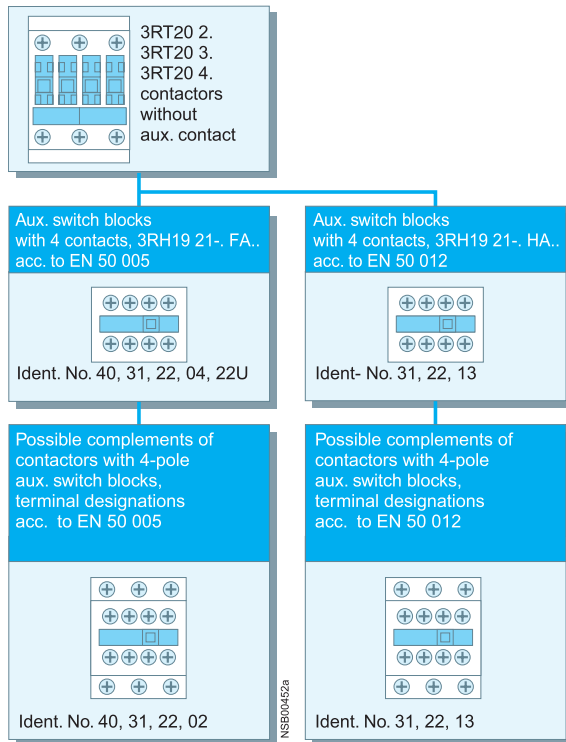 3RT20 2.
3RT20 3.
3RT20 4.
contactors
without
aux. contact
Aux. switch blocks
with 4 contacts, 3RH19 21-. FA..
acc. to EN 50 005
Ident. No. 40, 31, 22, 04, 22U
Aux. switch blocks
with 4 contacts, 3RH19 21-. HA..
acc. to EN 50 012
Ident- No. 31, 22, 13
Possible complements of
contactors with 4-pole
aux. switch blocks,
terminal designations
acc. to EN 50 005
Ident. No. 40, 31, 22, 02
Possible complements of
contactors with 4-pole
aux. switch blocks,
terminal designations
acc. to EN 50 012
Ident. No. 31, 22, 13
NSB00452a